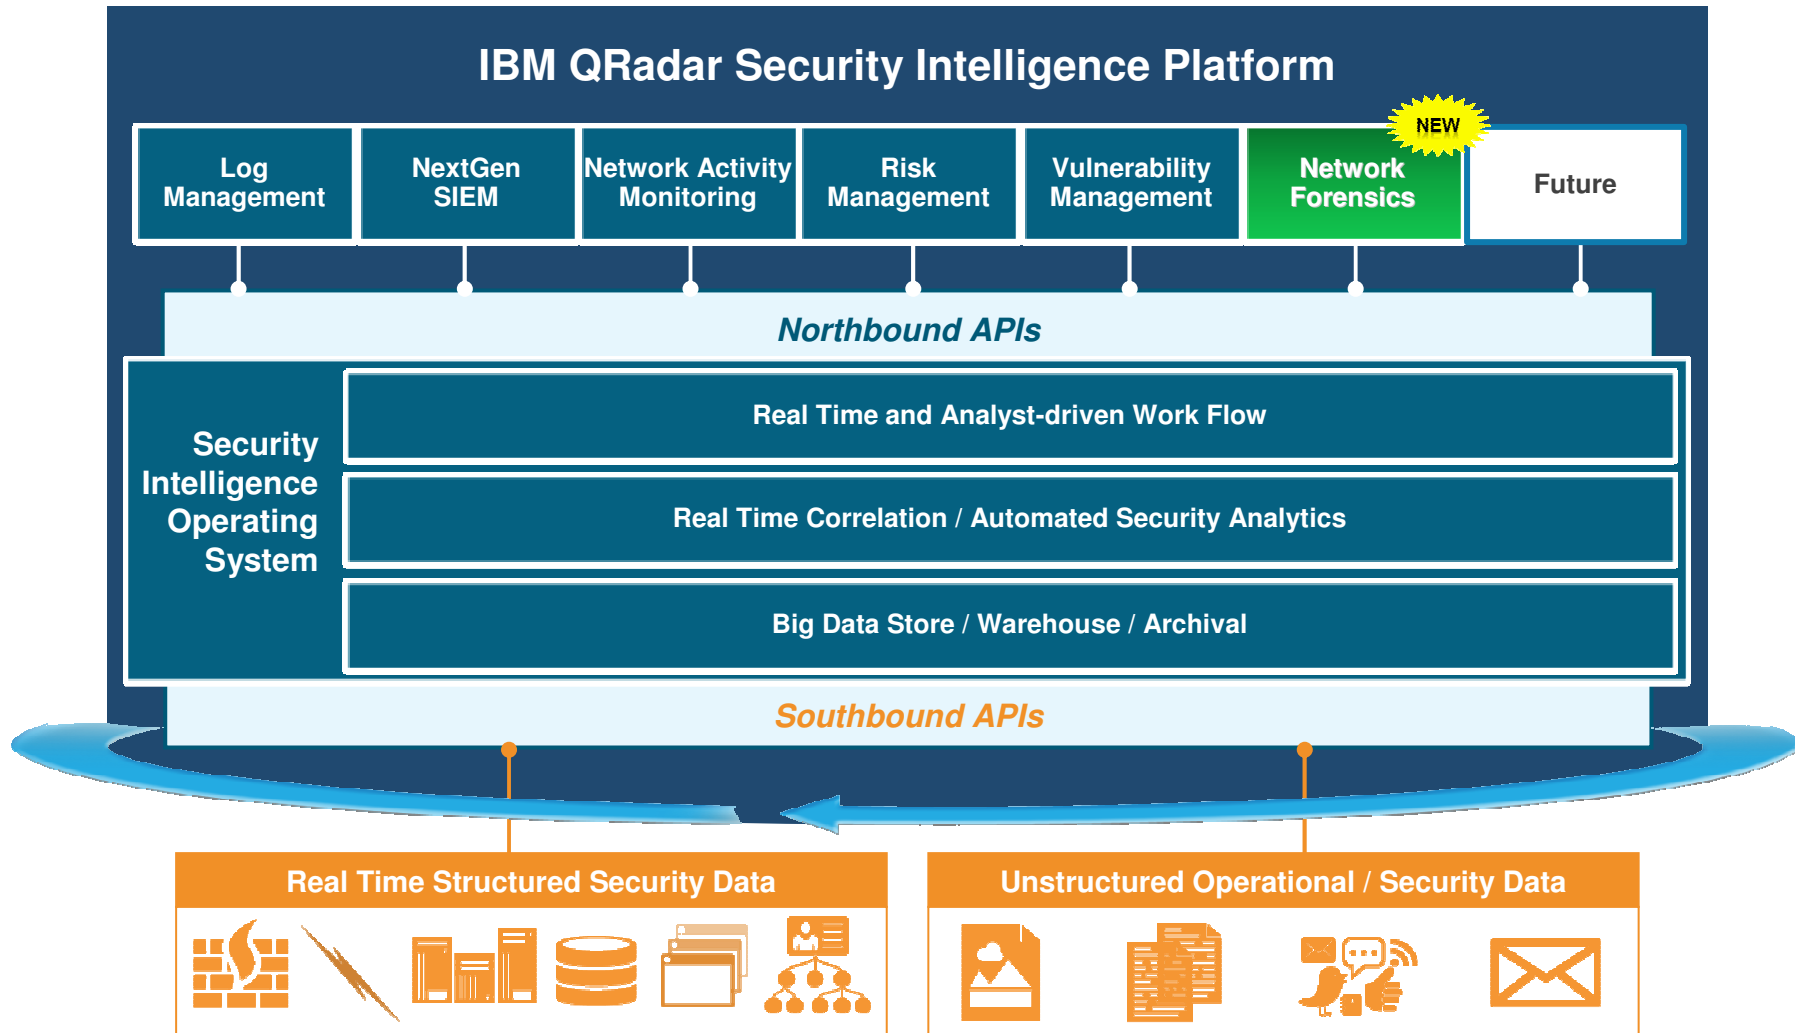 IBM QRadar Security Intelligence Platform
NEW
Log
Management
NextGen
SIEM
Network Activity
Monitoring
Risk
Management
Vulnerability
Management
Network
Forensics
Future
Northbound APIs
Security
Intelligence
Operating
System
Real Time and Analyst-driven Work Flow
Real Time Correlation / Automated Security Analytics
Big Data Store / Warehouse / Archival
Southbound APIs
Real Time Structured Security Data
Unstructured Operational / Security Data